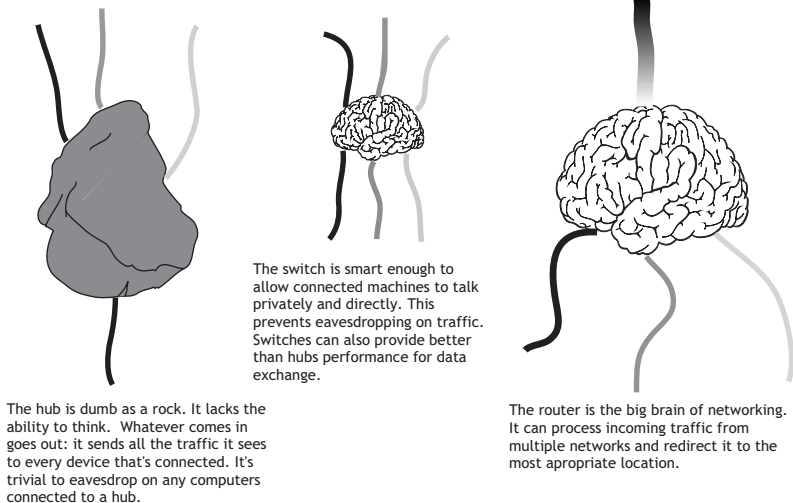 The hub is dumb as a rock. It lacks the
ability to think.  Whatever comes in
goes out: it sends all the traffic it sees
to every device that's connected. It's
trivial to eavesdrop on any computers
connected to a hub.
The switch is smart enough to
allow connected machines to talk
privately and directly. This
prevents eavesdropping on traffic.
Switches can also provide better
than hubs performance for data
exchange.
The router is the big brain of networking.
It can process incoming traffic from
multiple networks and redirect it to the
most apropriate location.